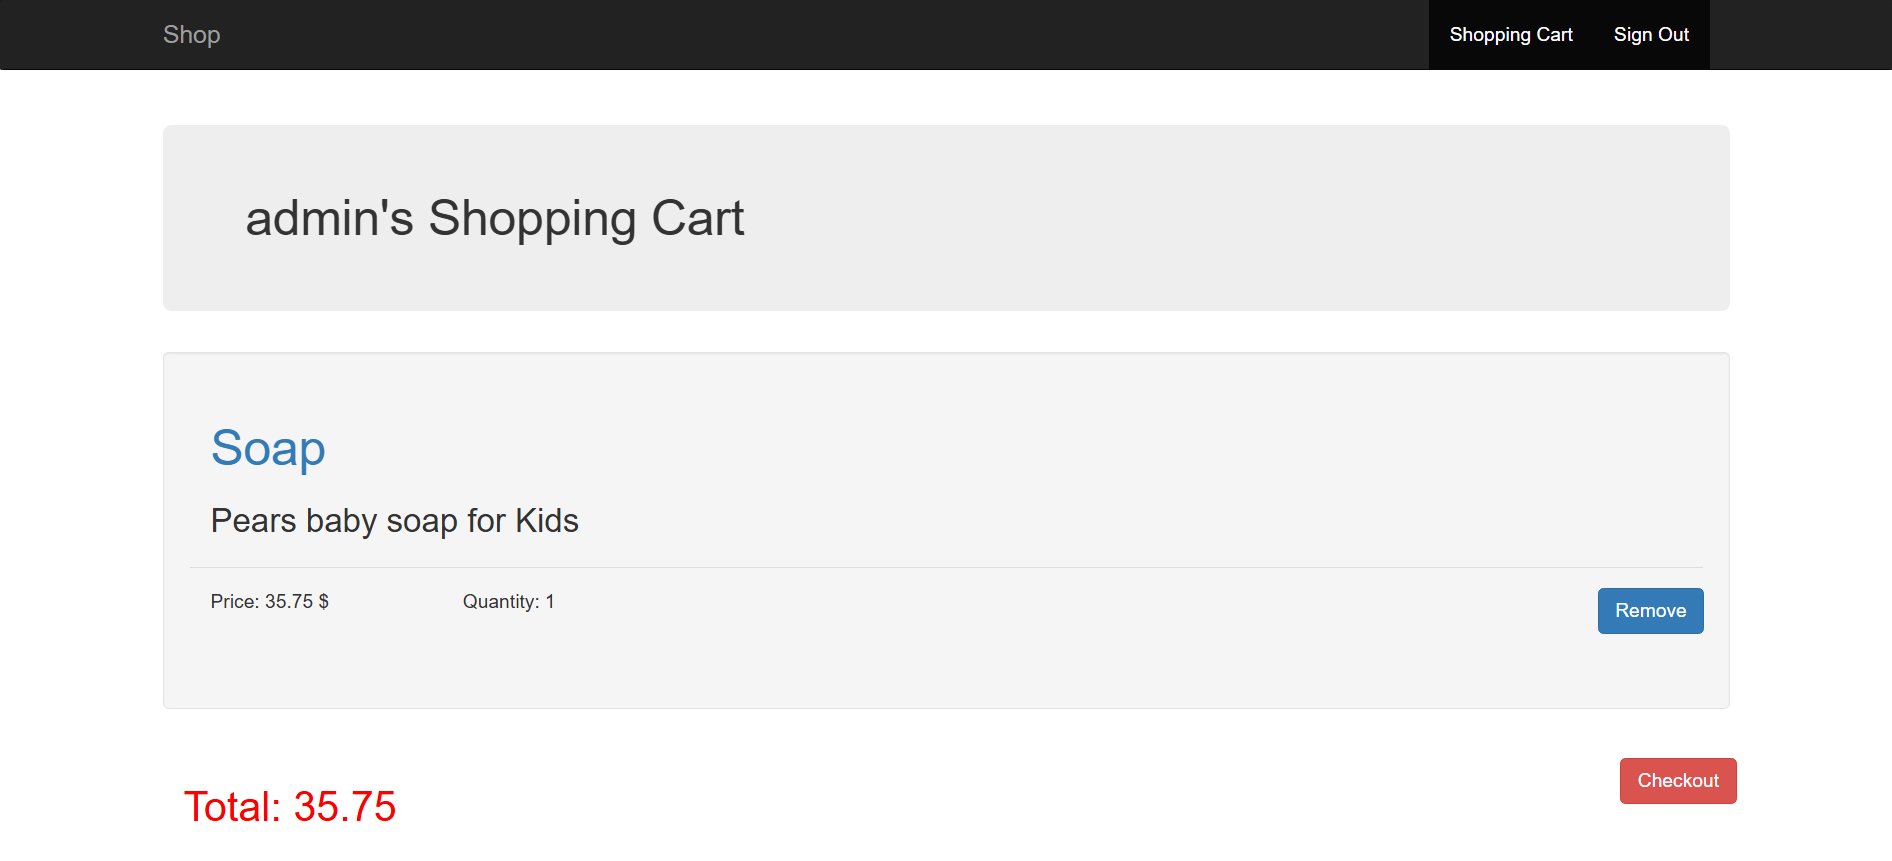 Shop
Shopping Cart Sign Out
admin's Shopping Cart
Soap
Pears baby soap for Kids
Price: 35.75 $ Quantity: 1
Remove
Checkout
Total: 35.75